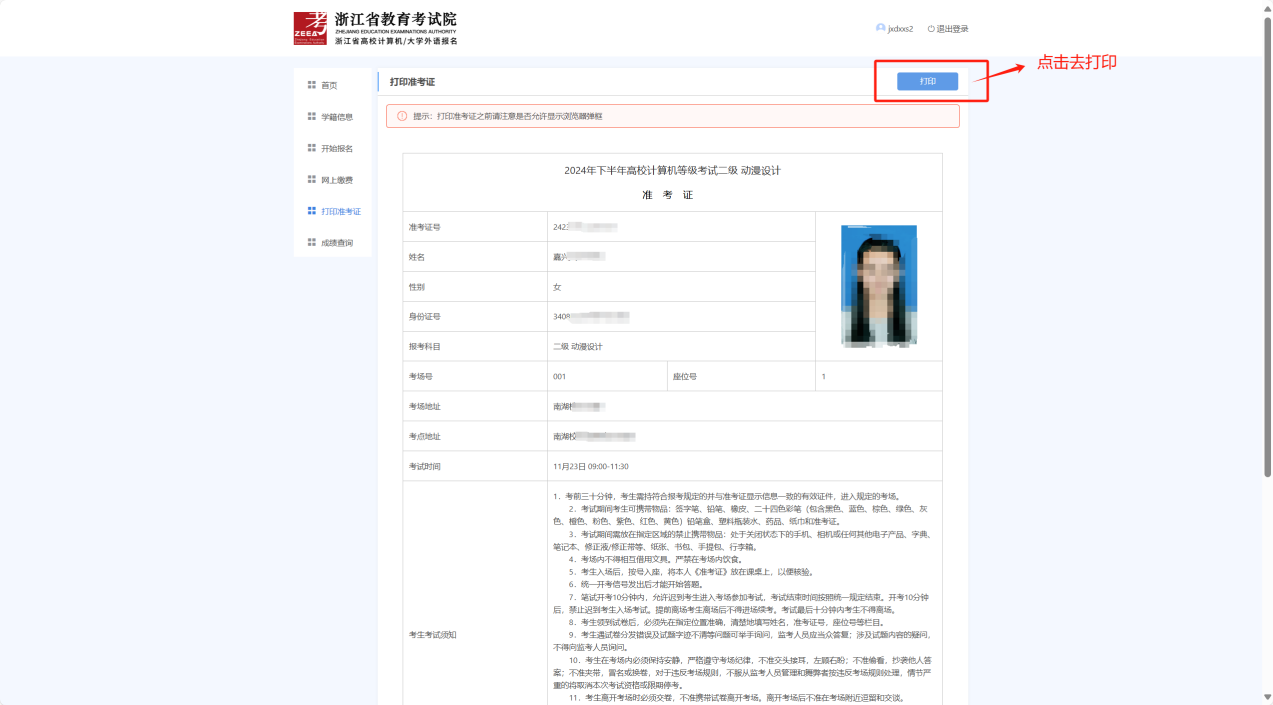 浙江省教育考试院
ZEEA
ZHEJIANG EDUCATION EXAMINATIONS AUTHORITY
浙江省高校计算机/大学外语报名
jxdxxs2
退出登录
点击去打印
首页
学籍信息
开始报名
网上缴费
打印准考证
成绩查询
打印准考证
打印
提示: 打印准考证之前请注意是否允许显示浏览器弹框
2024年下半年高校计算机等级考试二级 动漫设计
准 考 证
准考证号 242
姓名 嘉兴
性别 女
身份证号 340
报考科目 二级 动漫设计
考场号 001 座位号 1
考场地址 南湖
考点地址 南湖校
考试时间 11月23日 09:00-11:30
考生考试须知
1、考前三十分钟，考生需持符合报考规定的并与准考证显示信息一致的有效证件，进入规定的考场。
2、考试期间考生可携带物品：签字笔、铅笔、橡皮、二十四色彩笔（包含黑色、蓝色、棕色、绿色、灰
色、橙色、粉色、紫色、红色、黄色）铅笔盒、塑料瓶装水、药品、纸巾和准考证。
3、考试期间需放在指定区域的禁止携带物品：处于关闭状态下的手机、相机或任何其他电子产品、字典、
笔记本、修正液/修正带等、纸张、书包、手提包、行李箱。
4、考场内不得相互借用文具。严禁在考场内饮食。
5、考生入场后，按号入座，将本人《准考证》放在课桌上，以便核验。
6、统一开考信号发出后才能开始答题。
7、笔试开考10分钟内，允许迟到考生进入考场参加考试，考试结束时间按照统一规定结束。开考10分钟
后，禁止迟到考生入场考试。提前离场考生离场后不得进场续考。考试最后十分钟内考生不得离场。
8、考生领到试卷后，必须先在指定位置准确，清楚地填写姓名，准考证号，座位号等栏目。
9、考生遇试卷分发错误及试题字迹不清等问题可举手询问，监考人员应当众答复；涉及试题内容的疑问，
不得向监考人员询问。
10、考生在考场内必须保持安静，严格遵守考场纪律，不准交头接耳，左顾右盼；不准偷看，抄袭他人答
案；不准夹带，冒名或换卷，对于违反考场规则，不服从监考人员管理和舞弊者按违反考场规则处理，情节严
重的将取消本次考试资格或限期停考。
11、考生离开考场时必须交卷，不准携带试卷离开考场。离开考场后不准在考场附近逗留和交谈。